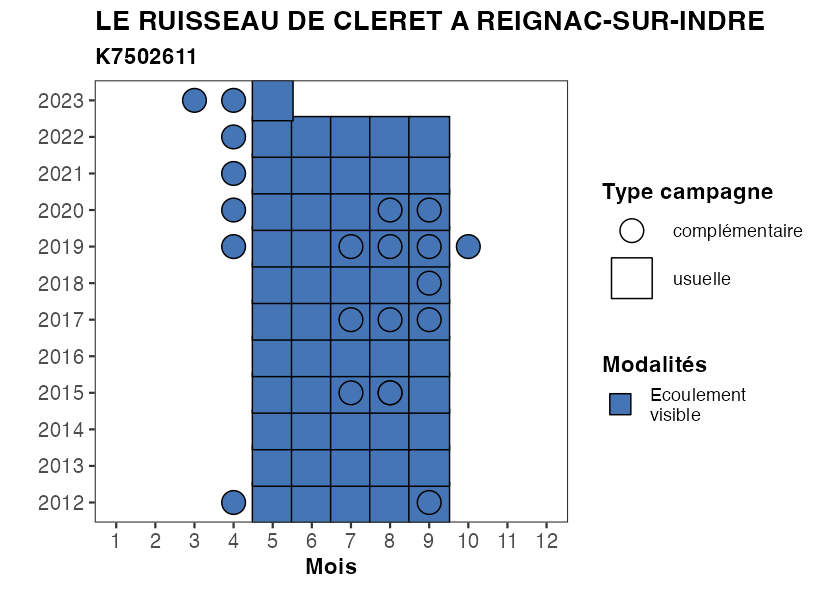 LE RUISSEAU DE CLERET A REIGNAC-SUR-INDRE
K7502611
2023
2022
2021
2020
2019
2018
2017
2016
2015
2014
2013
2012
1 2 3 4 5 6 7 8 9 10 11 12
Mois
Type campagne
complémentaire
usuelle
Modalités
Ecoulement
visible